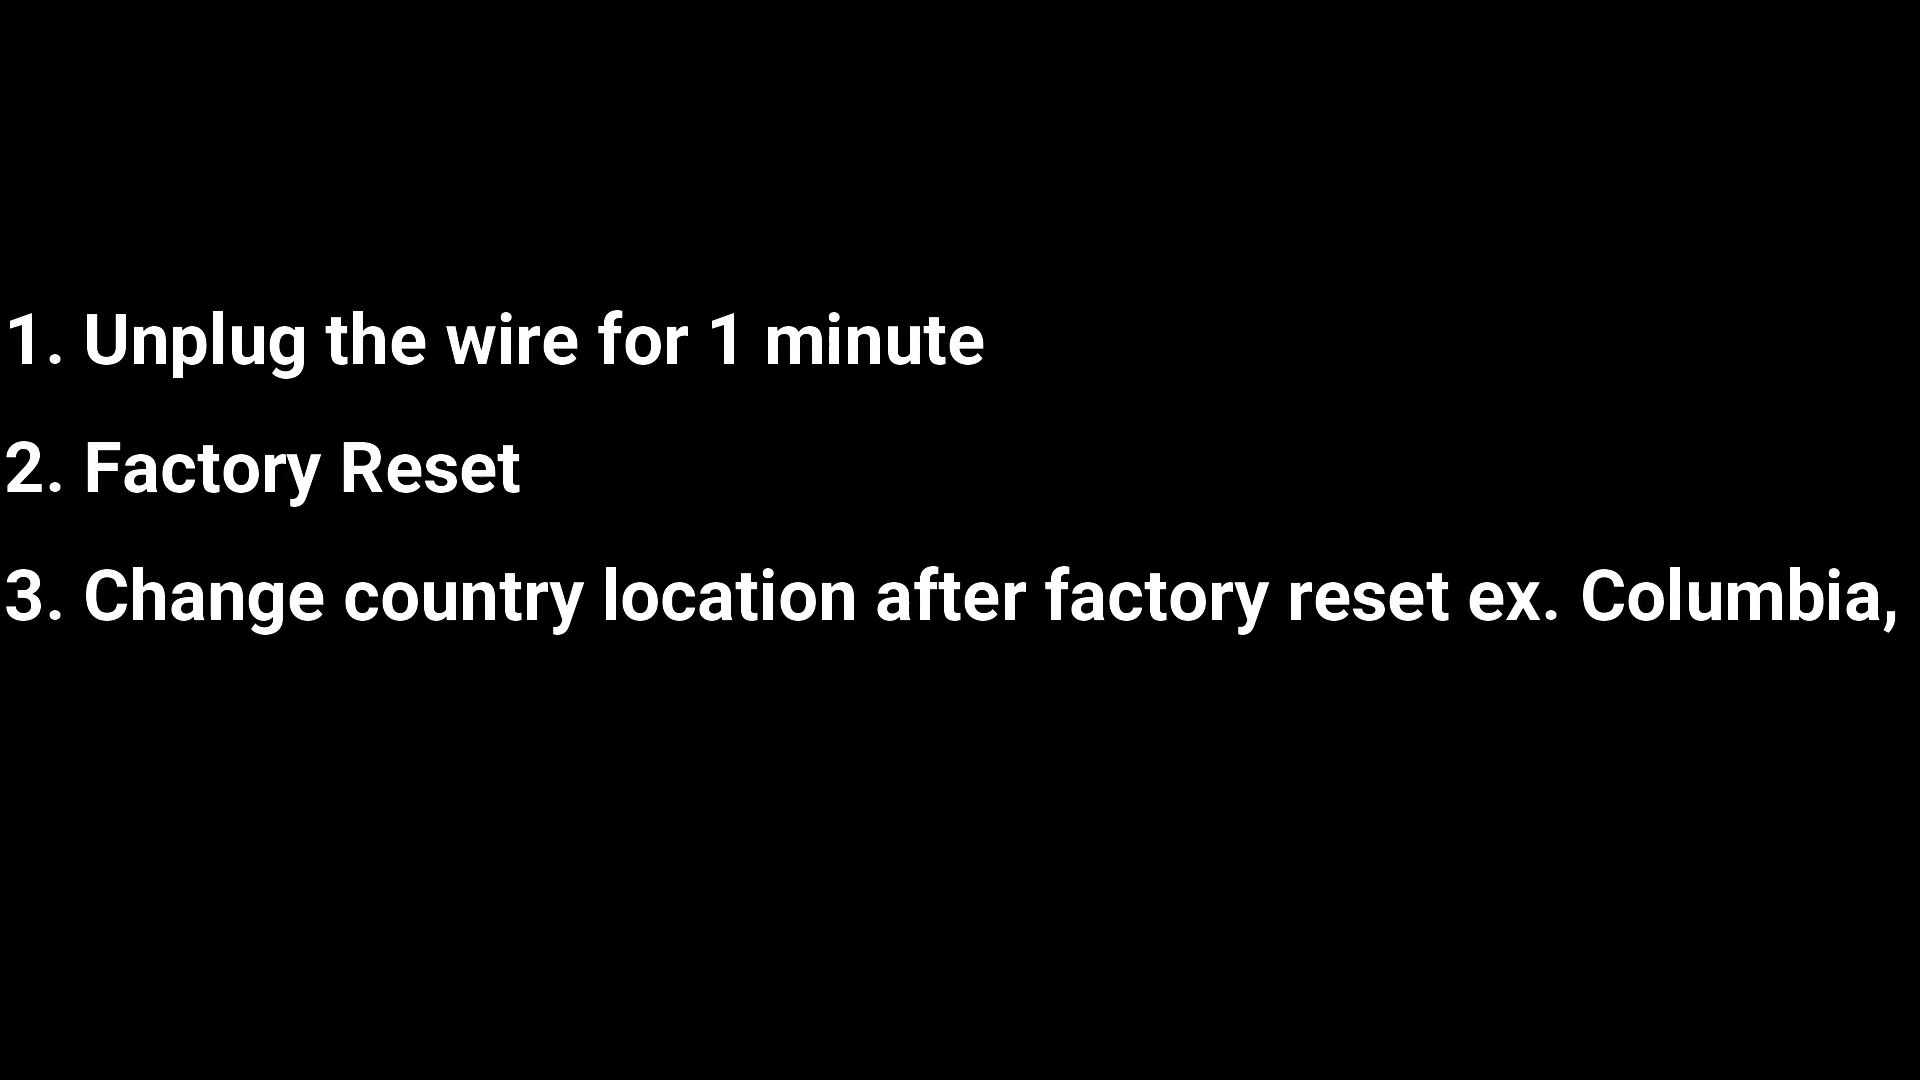 1. Unplug the wire for 1 minute
2. Factory Reset
3. Change country location after factory reset ex. Columbia,